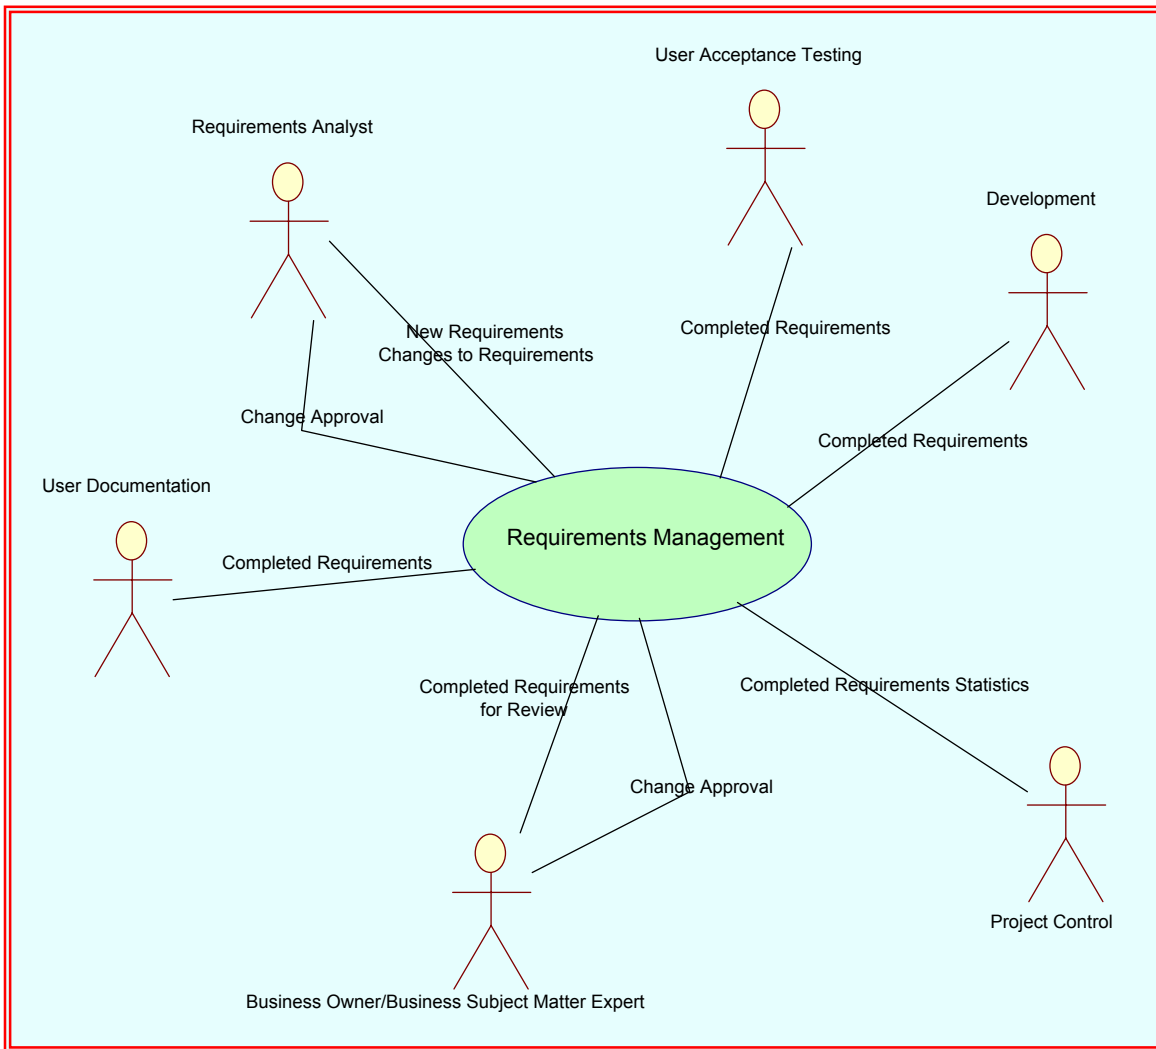 User Acceptance Testing
Requirements Analyst
Development
New Requirements
Changes to Requirements
Completed Requirements
Change Approval
Completed Requirements
User Documentation
Requirements Management
Completed Requirements
Completed Requirements
for Review
Completed Requirements Statistics
Change Approval
Project Control
Business Owner/Business Subject Matter Expert